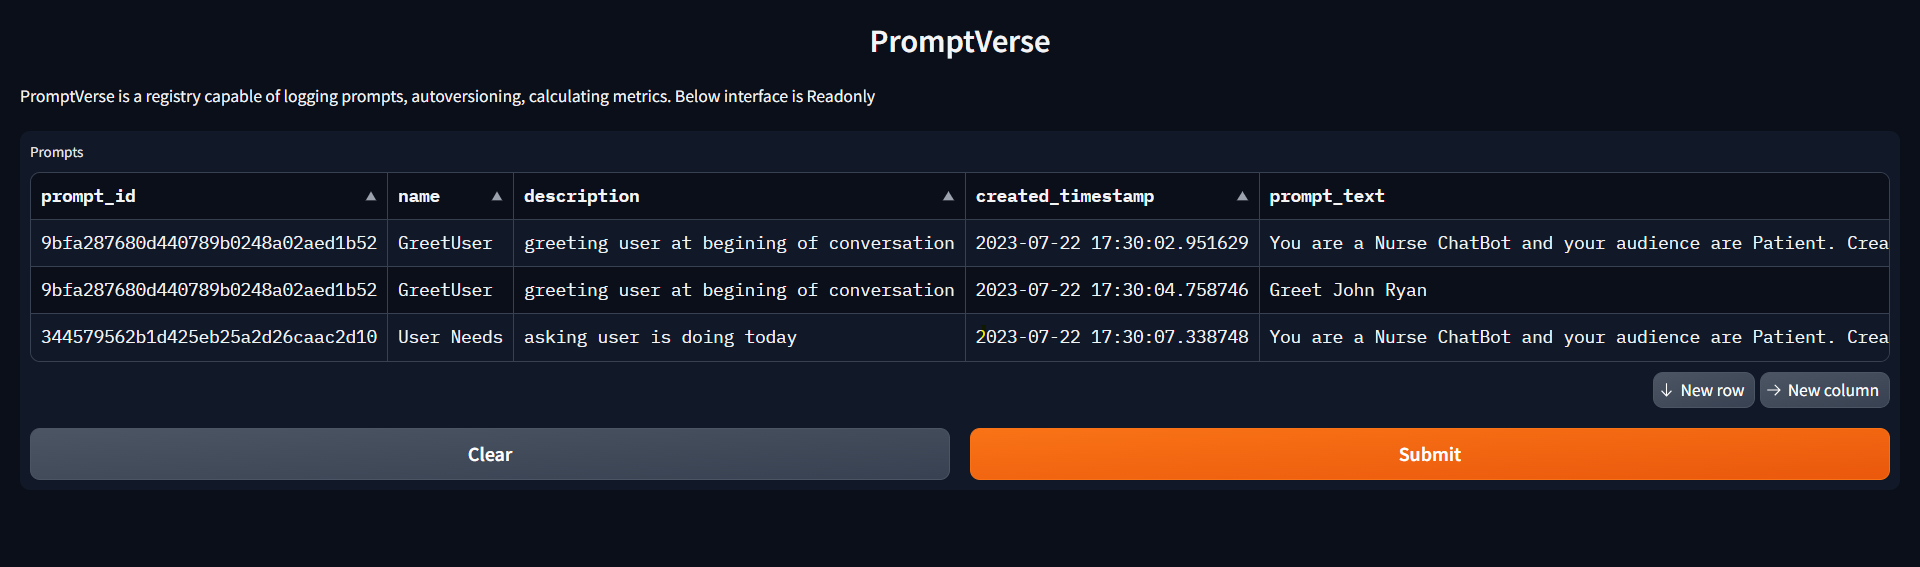 PromptVerse
PromptVerse is a registry capable of logging prompts, autoversioning, calculating metrics. Below interface is Readonly
Prompts
prompt_id name description created_timestamp prompt_text
9bfa287680d440789b0248a02aed1b52 GreetUser greeting user at begining of conversation 2023-07-22 17:30:02.951629 You are a Nurse ChatBot and your audience are Patient. Crea
9bfa287680d440789b0248a02aed1b52 GreetUser greeting user at begining of conversation 2023-07-22 17:30:04.758746 Greet John Ryan
344579562b1d425eb25a2d26caac2d10 User Needs asking user is doing today 2023-07-22 17:30:07.338748 You are a Nurse ChatBot and your audience are Patient. Crea
New row New column
Clear Submit